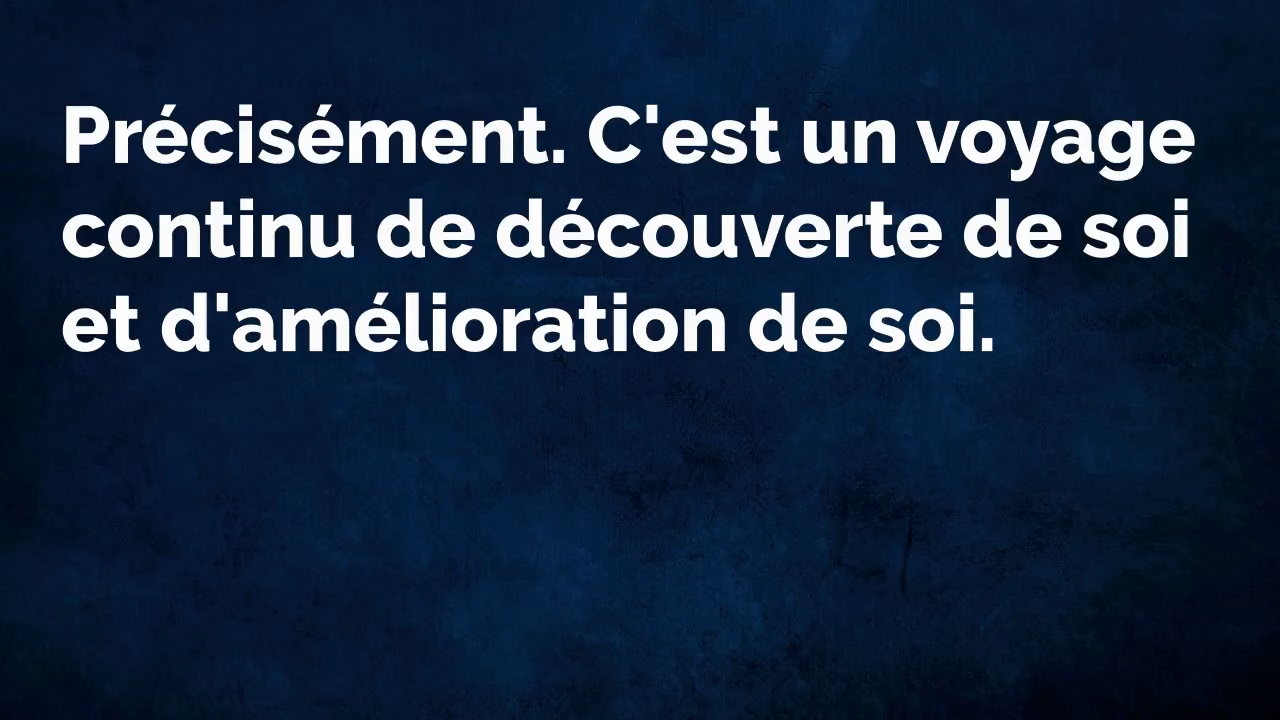 Précisément. C'est un voyage
continu de découverte de soi
et d'amélioration de soi.